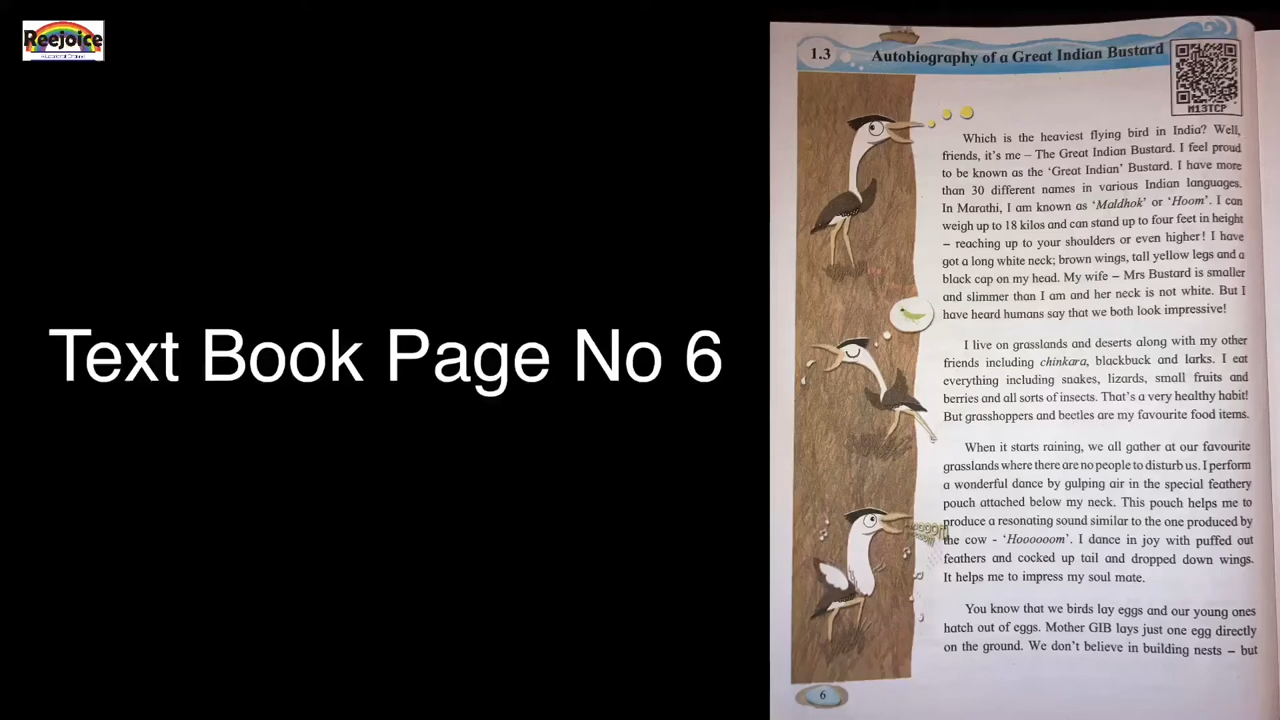 Reejoice
Text Book Page No 6
1.3
Autobiography of a Great Indian Bustard
M13TCP
Which is the heaviest flying bird in India? Well,
friends, it's me – The Great Indian Bustard. I feel proud
to be known as the 'Great Indian' Bustard. I have more
than 30 different names in various Indian languages.
In Marathi, I am known as 'Maldhok' or 'Hoom'. I can
weigh up to 18 kilos and can stand up to four feet in height
– reaching up to your shoulders or even higher! I have
got a long white neck; brown wings, tall yellow legs and a
black cap on my head. My wife – Mrs Bustard is smaller
and slimmer than I am and her neck is not white. But I
have heard humans say that we both look impressive!
I live on grasslands and deserts along with my other
friends including chinkara, blackbuck and larks. I eat
everything including snakes, lizards, small fruits and
berries and all sorts of insects. That's a very healthy habit!
But grasshoppers and beetles are my favourite food items.
When it starts raining, we all gather at our favourite
grasslands where there are no people to disturb us. I perform
a wonderful dance by gulping air in the special feathery
pouch attached below my neck. This pouch helps me to
produce a resonating sound similar to the one produced by
the cow - 'Hoooooom'. I dance in joy with puffed out
feathers and cocked up tail and dropped down wings.
It helps me to impress my soul mate.
You know that we birds lay eggs and our young ones
hatch out of eggs. Mother GIB lays just one egg directly
on the ground. We don't believe in building nests – but
6